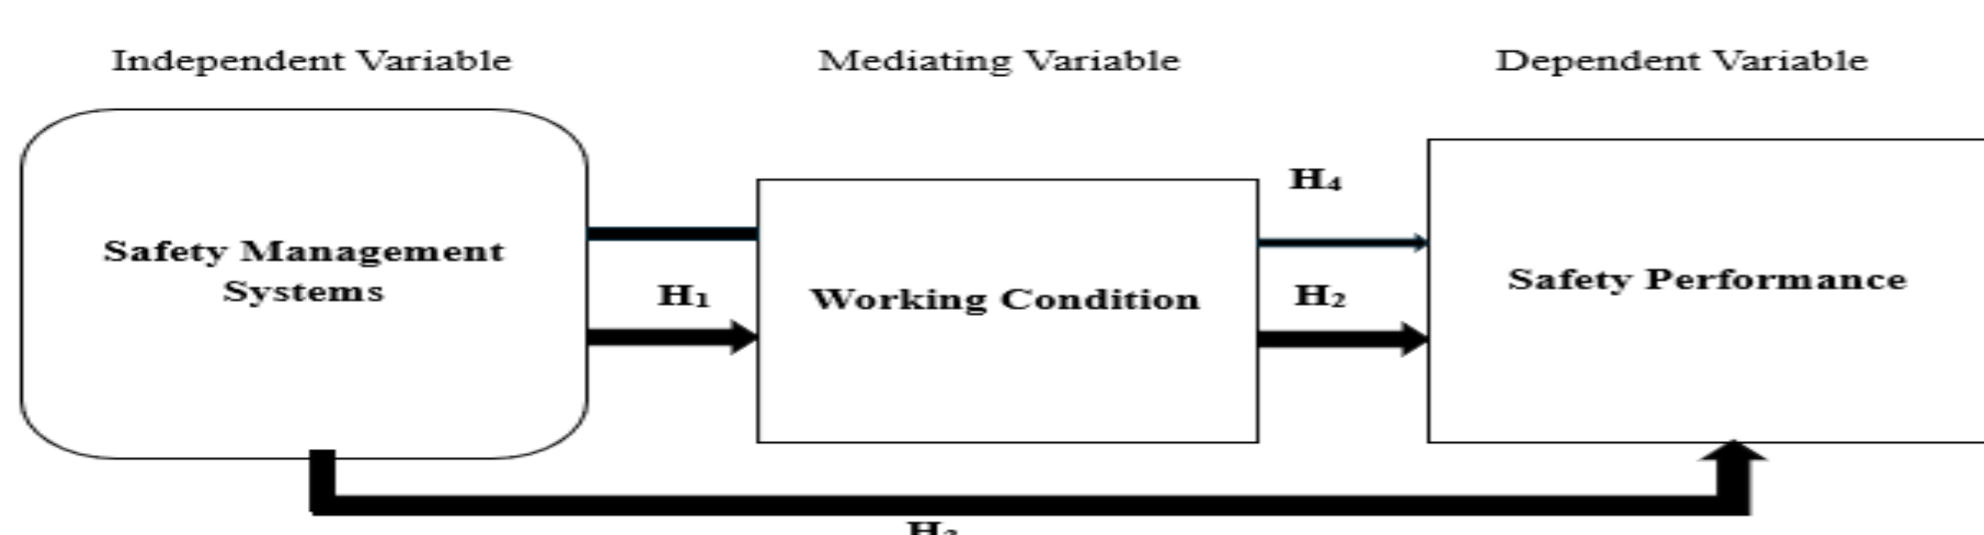 Independent Variable
Mediating Variable
Dependent Variable
Safety Management
Systems
H₁
Working Condition
H₄
H₂
Safety Performance